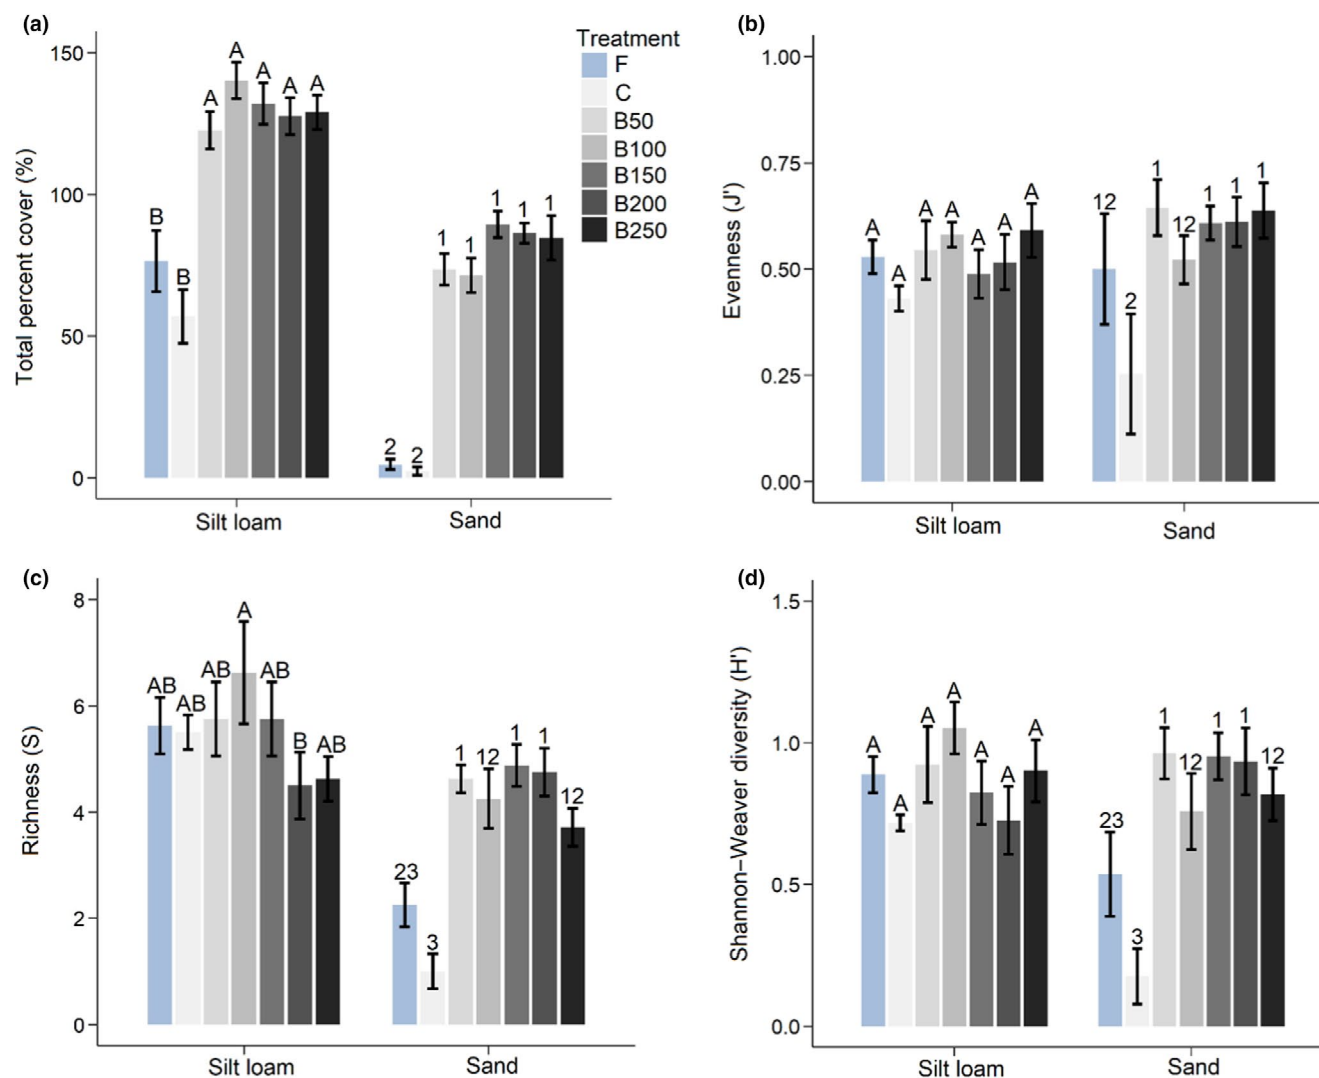 (a)
Total percent cover (%)
150
100
50
0
B B A A A A A
2 2 1 1 1 1 1
Silt loam
Sand
Treatment
F
C
B50
B100
B150
B200
B250
(b)
Evenness (J')
1.00
0.75
0.50
0.25
0.00
A A A A A A A
12 2 1 12 1 1 1
Silt loam
Sand
(c)
Richness (S)
8
6
4
2
0
AB AB AB A AB B AB
23 3 1 12 1 1 12
Silt loam
Sand
(d)
Shannon−Weaver diversity (H')
1.5
1.0
0.5
0.0
A A A A A A A
23 3 1 12 1 1 12
Silt loam
Sand